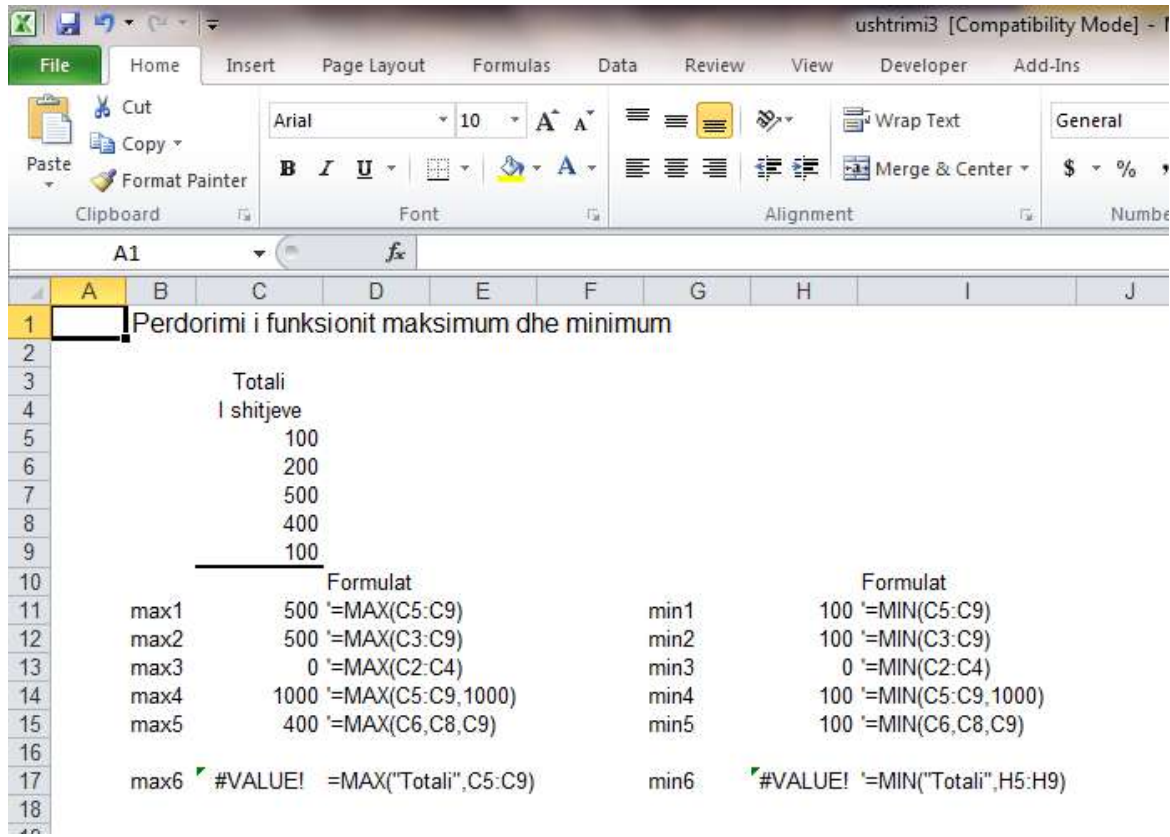 ushtrimi3 [Compatibility Mode] -
File Home Insert Page Layout Formulas Data Review View Developer Add-Ins
Cut
Copy
Paste
Format Painter
Arial 10 A A
B I U A
Wrap Text
Merge & Center
General
$ % ,
Clipboard Font Alignment
A1 fx
A B C D E F G H I J
1 Perdorimi i funksionit maksimum dhe minimum
2
3 Totali
4 I shitjeve
5 100
6 200
7 500
8 400
9 100
10 Formulat Formulat
11 max1 500 '=MAX(C5:C9) min1 100 '=MIN(C5:C9)
12 max2 500 '=MAX(C3:C9) min2 100 '=MIN(C3:C9)
13 max3 0 '=MAX(C2:C4) min3 0 '=MIN(C2:C4)
14 max4 1000 '=MAX(C5:C9,1000) min4 100 '=MIN(C5:C9,1000)
15 max5 400 '=MAX(C6,C8,C9) min5 100 '=MIN(C6,C8,C9)
16
17 max6 #VALUE! =MAX("Totali",C5:C9) min6 #VALUE! '=MIN("Totali",H5:H9)
18